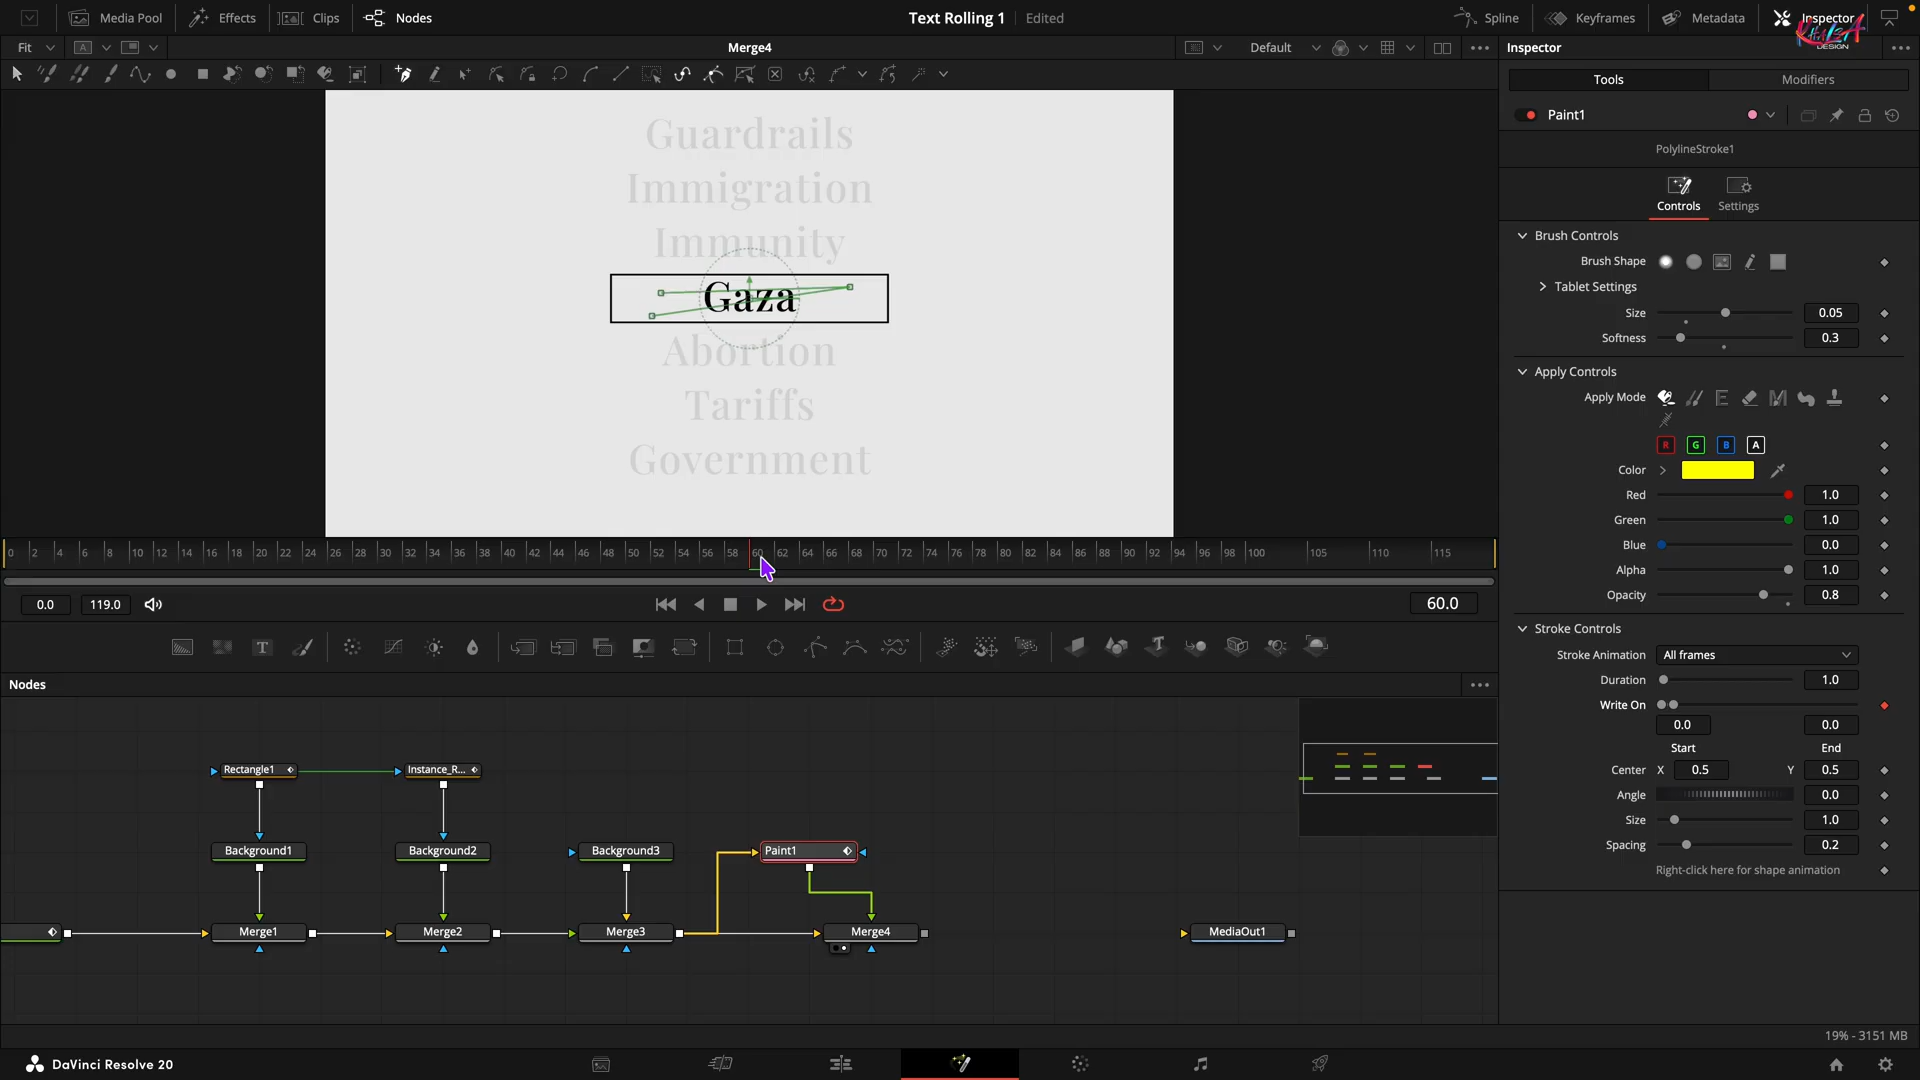 Media Pool Effects Clips Nodes Text Rolling 1 Edited Spline Keyframes Metadata Inspector
KHALSA
DESIGN
Fit A Merge4 Default Inspector
Tools Modifiers
Paint1
PolylineStroke1
Controls Settings
Guardrails
Immigration
Immunity
Gaza
Abortion
Tariffs
Government
Brush Controls
Brush Shape
Tablet Settings
Size 0.05
Softness 0.3
Apply Controls
Apply Mode
R G B A
Color
Red 1.0
Green 1.0
Blue 0.0
Alpha 1.0
Opacity 0.8
Stroke Controls
Stroke Animation All frames
Duration 1.0
Write On
0.0 0.0
Start End
Center X 0.5 Y 0.5
Angle 0.0
Size 1.0
Spacing 0.2
Right-click here for shape animation
0 2 4 6 8 10 12 14 16 18 20 22 24 26 28 30 32 34 36 38 40 42 44 46 48 50 52 54 56 58 60 62 64 66 68 70 72 74 76 78 80 82 84 86 88 90 92 94 96 98 100 105 110 115
0.0 119.0 60.0
Nodes
Rectangle1 Instance_R...
Background1 Background2 Background3 Paint1
Merge1 Merge2 Merge3 Merge4 MediaOut1
19% - 3151 MB
DaVinci Resolve 20